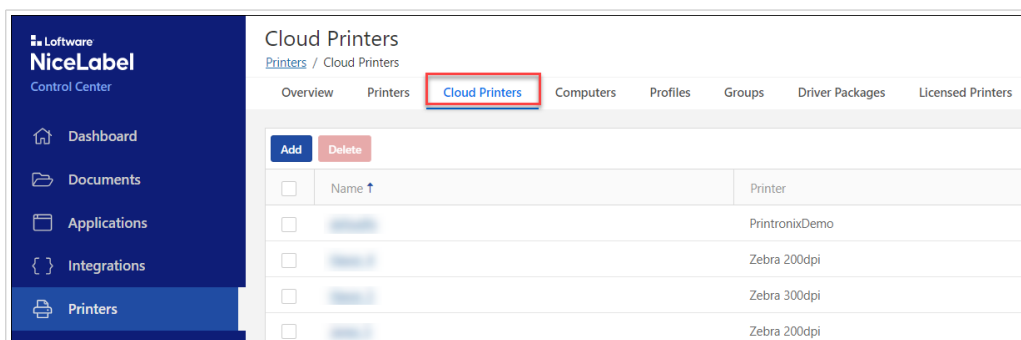 Loftware
NiceLabel
Control Center
Dashboard
Documents
Applications
Integrations
Printers
Cloud Printers
Printers / Cloud Printers
Overview Printers Cloud Printers Computers Profiles Groups Driver Packages Licensed Printers
Add Delete
Name Printer
PrintronixDemo
Zebra 200dpi
Zebra 300dpi
Zebra 200dpi